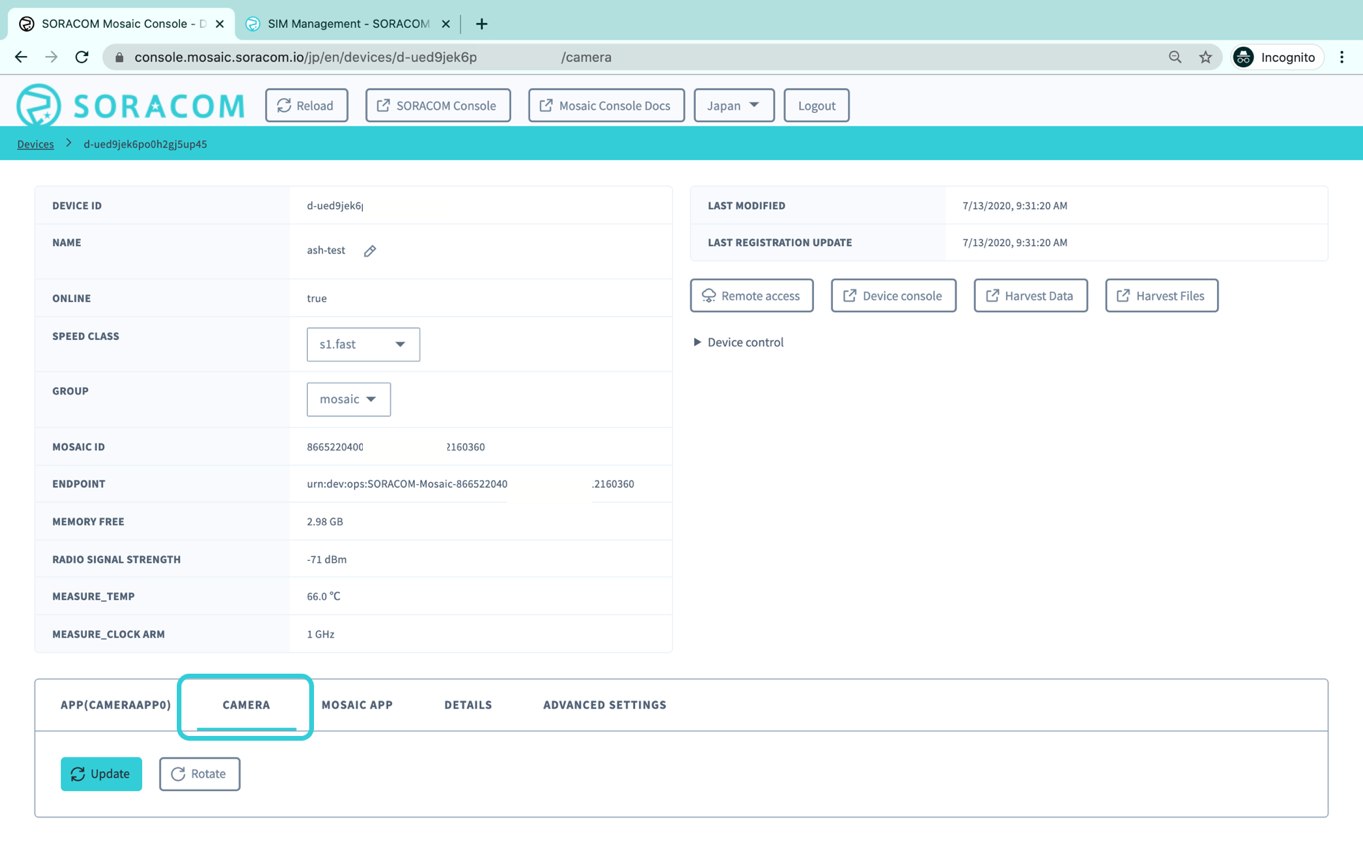 SORACOM Mosaic Console - D
SIM Management - SORACOM
console.mosaic.soracom.io/jp/en/devices/d-ued9jek6p /camera
Incognito
SORACOM
Reload
SORACOM Console
Mosaic Console Docs
Japan
Logout
Devices > d-ued9jek6po0h2gj5up45
DEVICE ID d-ued9jek6
NAME ash-test
ONLINE true
SPEED CLASS s1.fast
GROUP mosaic
MOSAIC ID 8665220400 2160360
ENDPOINT urn:dev:ops:SORACOM-Mosaic-866522040 .2160360
MEMORY FREE 2.98 GB
RADIO SIGNAL STRENGTH -71 dBm
MEASURE_TEMP 66.0 ℃
MEASURE_CLOCK ARM 1 GHz
LAST MODIFIED 7/13/2020, 9:31:20 AM
LAST REGISTRATION UPDATE 7/13/2020, 9:31:20 AM
Remote access
Device console
Harvest Data
Harvest Files
Device control
APP(CAMERAAPP0)
CAMERA
MOSAIC APP
DETAILS
ADVANCED SETTINGS
Update
Rotate